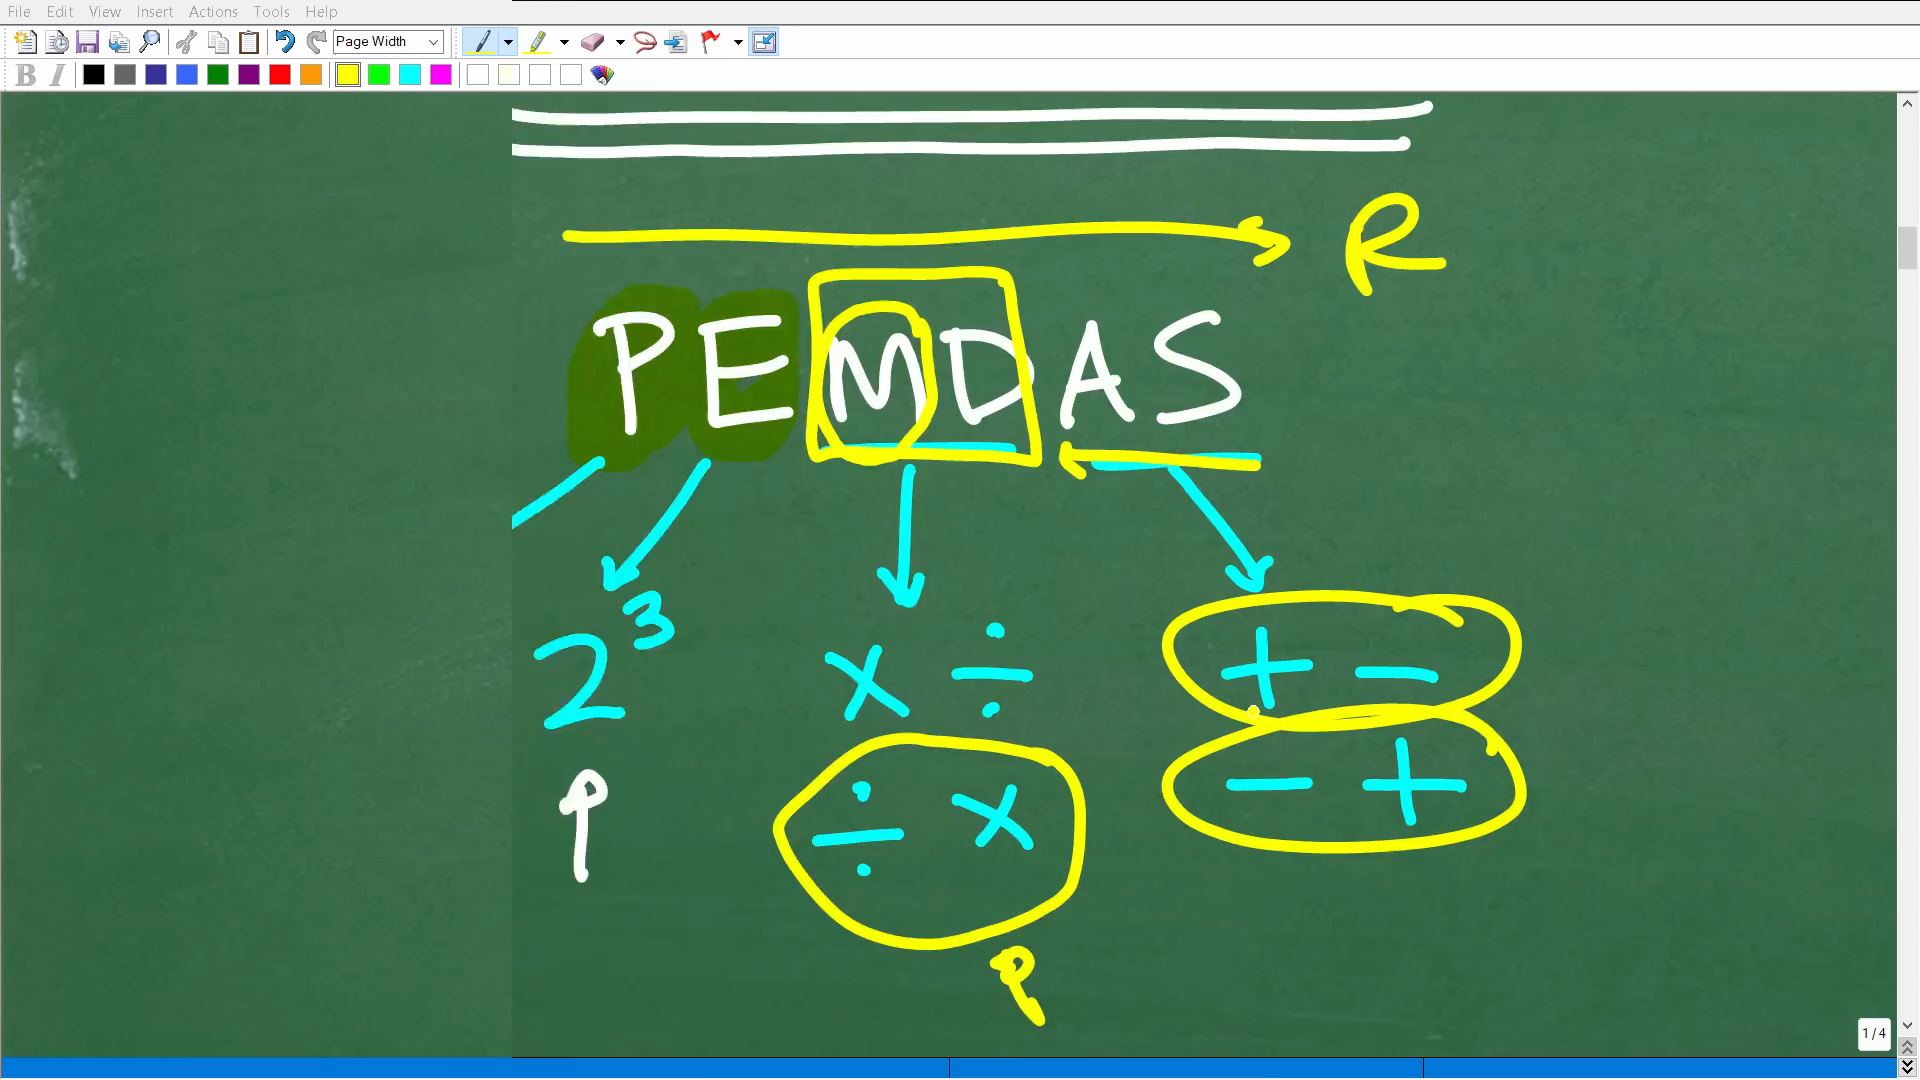 File Edit View Insert Actions Tools Help
Page Width
B I
R
PEMDAS
2³
× ÷
+ −
÷ ×
− +
1 / 4